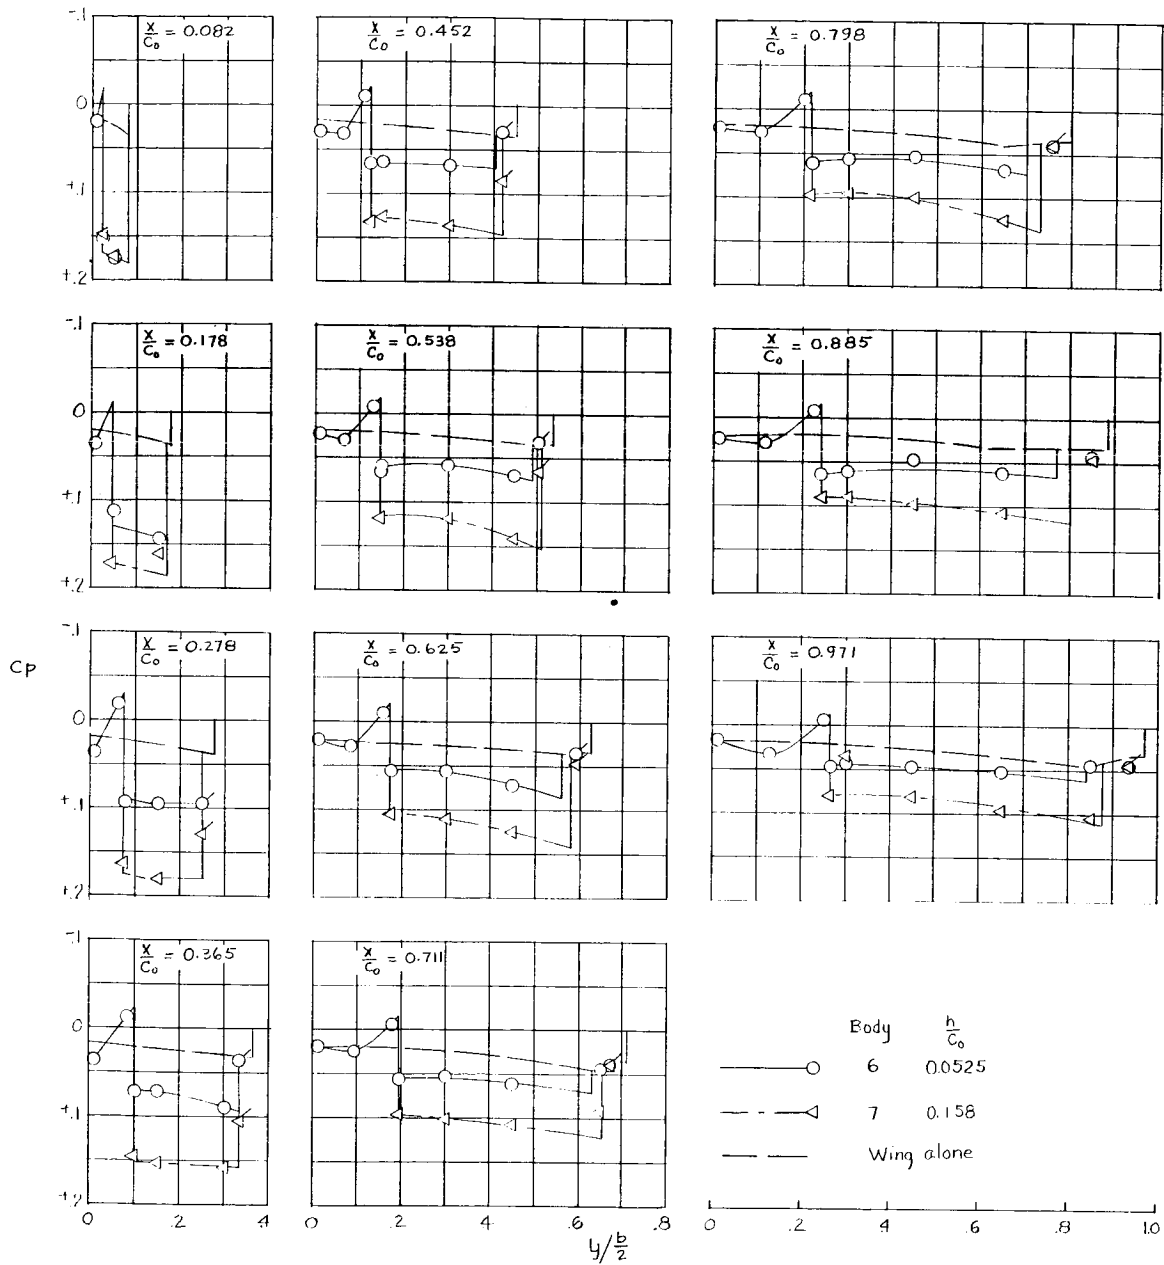 -.1
x/C₀ = 0.082
x/C₀ = 0.452
x/C₀ = 0.798
0
+.1
+.2
-.1
x/C₀ = 0.178
x/C₀ = 0.538
x/C₀ = 0.885
0
+.1
+.2
-.1
x/C₀ = 0.278
x/C₀ = 0.625
x/C₀ = 0.971
Cp
0
+.1
+.2
-.1
x/C₀ = 0.365
x/C₀ = 0.711
0
+.1
+.2
Body h/C₀
6 0.0525
7 0.158
Wing alone
0 .2 .4
0 .2 .4 .6 .8
0 .2 .4 .6 .8 1.0
y/b/2